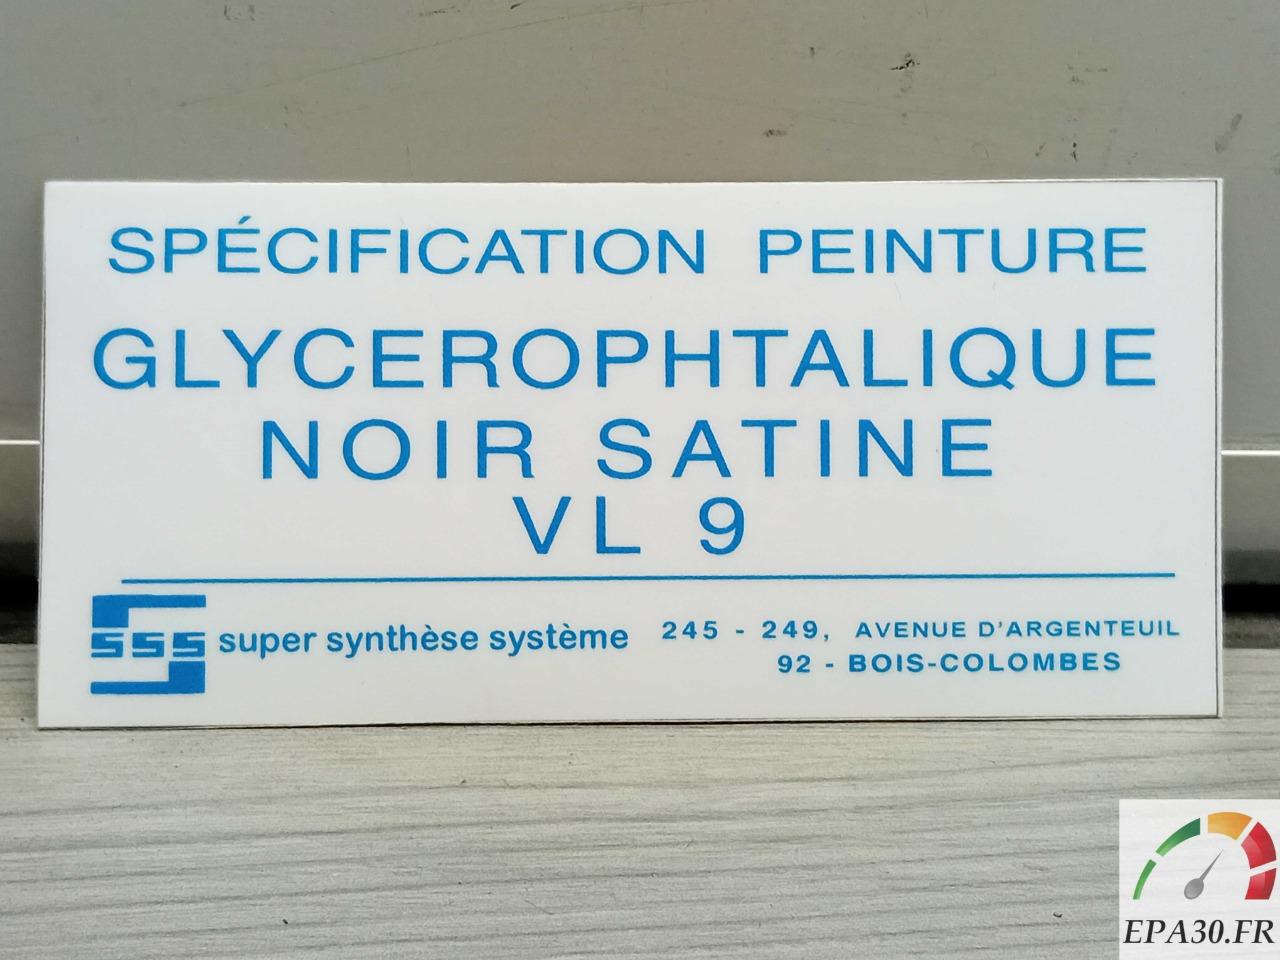 SPÉCIFICATION PEINTURE
GLYCEROPHTALIQUE
NOIR SATINE
VL 9
sss super synthèse système 245 - 249, AVENUE D'ARGENTEUIL
92 - BOIS-COLOMBES
EPA30.FR